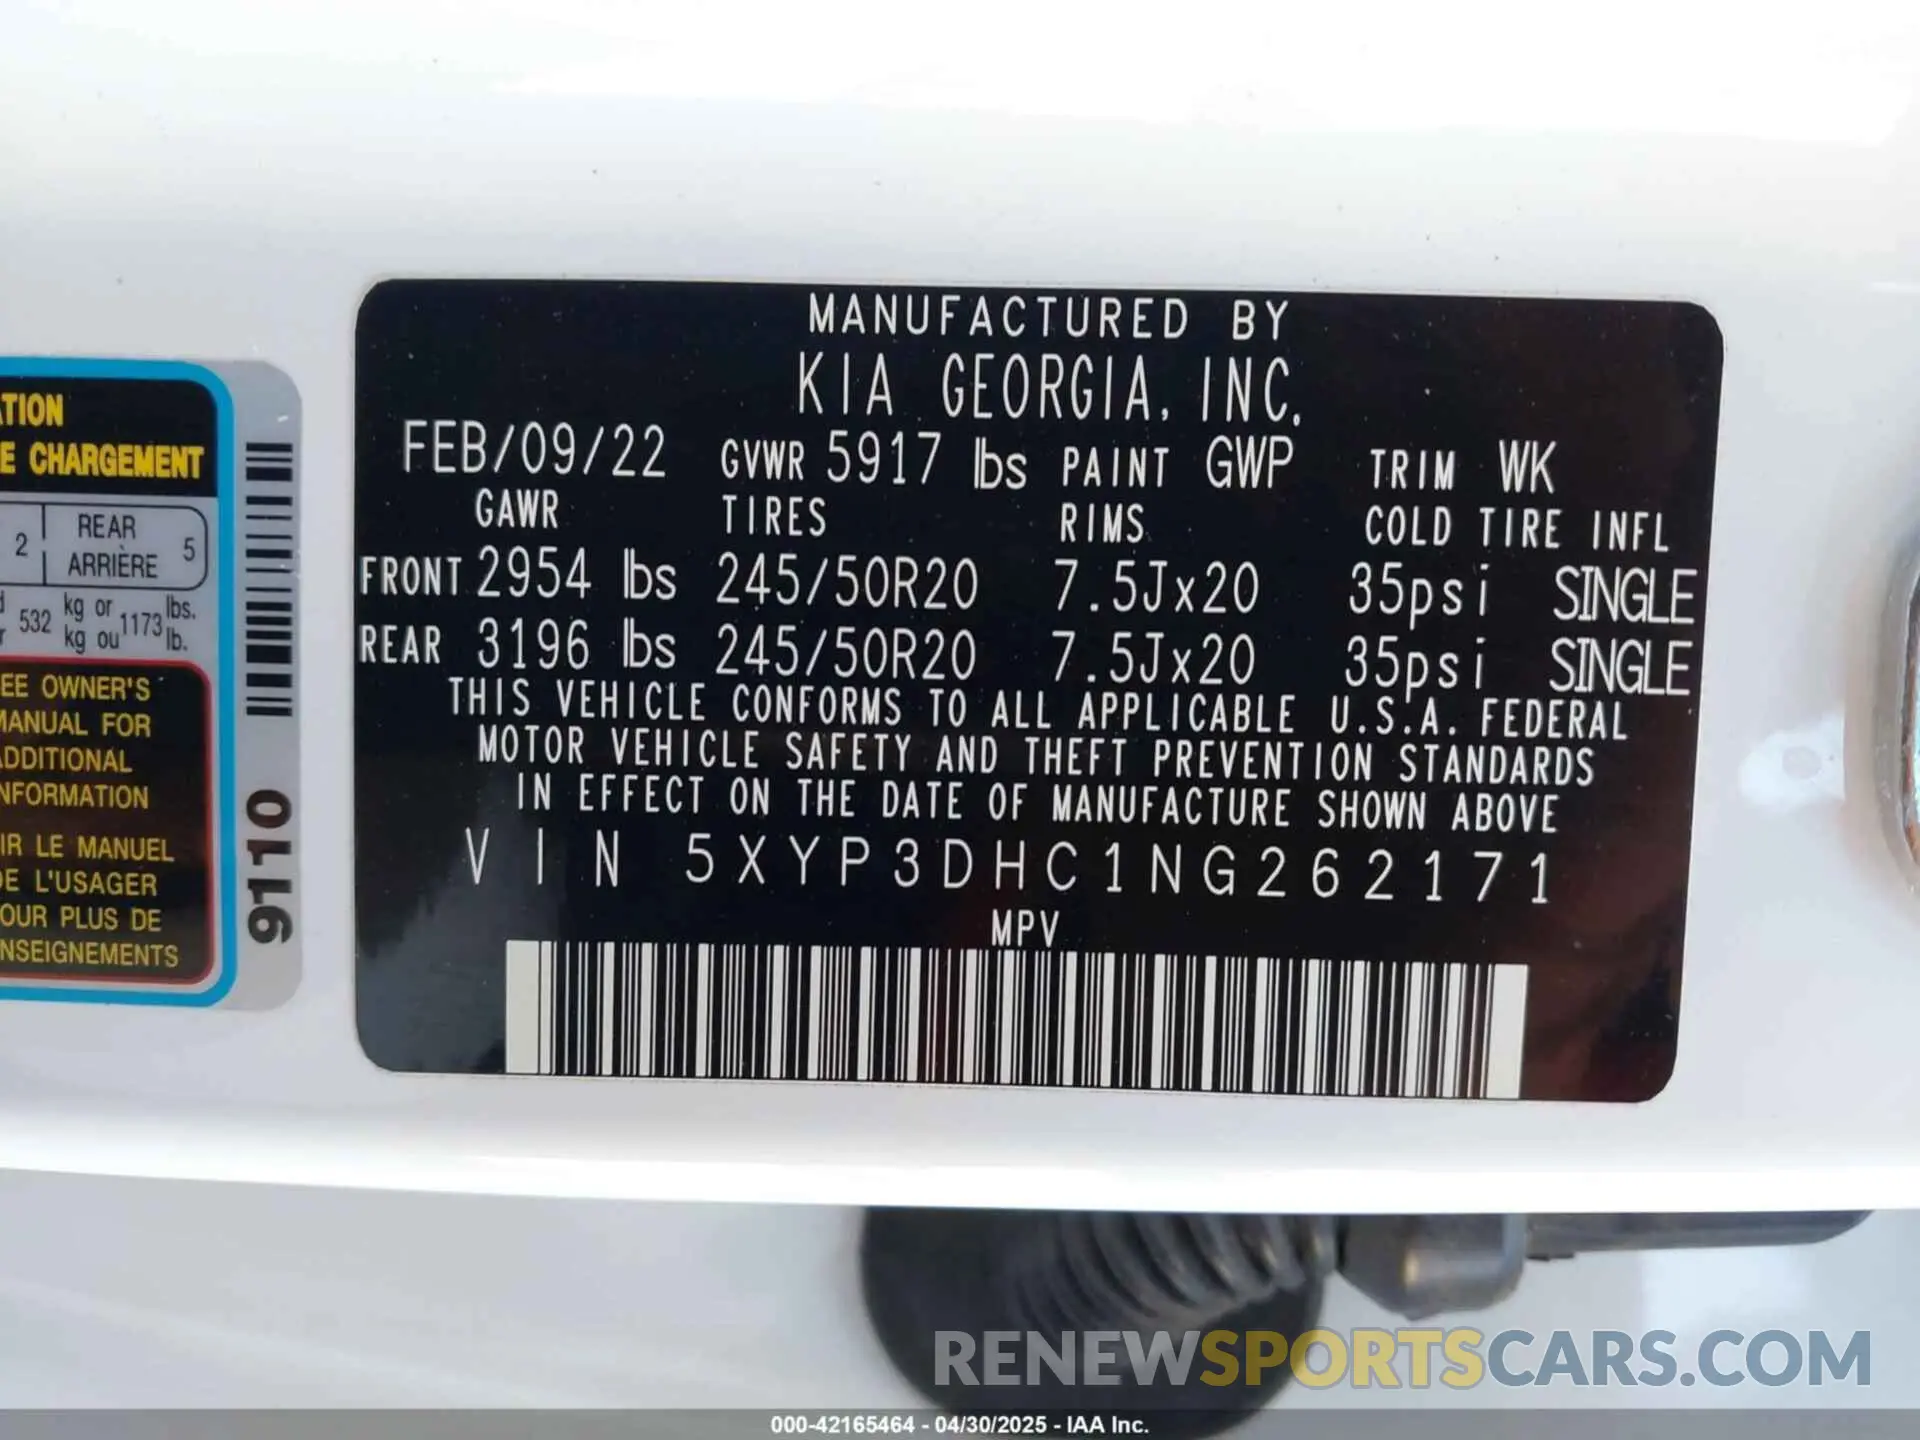 TION
E CHARGEMENT
2 REAR ARRIÈRE 5
532 kg or 1173 lbs.
kg ou lb.
EE OWNER'S
MANUAL FOR
ADDITIONAL
NFORMATION
IR LE MANUEL
DE L'USAGER
OUR PLUS DE
NSEIGNEMENTS
9110
MANUFACTURED BY
KIA GEORGIA, INC.
FEB/09/22 GVWR 5917 lbs PAINT GWP TRIM WK
GAWR TIRES RIMS COLD TIRE INFL
FRONT 2954 lbs 245/50R20 7.5Jx20 35psi SINGLE
REAR 3196 lbs 245/50R20 7.5Jx20 35psi SINGLE
THIS VEHICLE CONFORMS TO ALL APPLICABLE U.S.A. FEDERAL
MOTOR VEHICLE SAFETY AND THEFT PREVENTION STANDARDS
IN EFFECT ON THE DATE OF MANUFACTURE SHOWN ABOVE
VIN 5XYP3DHC1NG262171
MPV
RENEWSPORTSCARS.COM
000-42165464 - 04/30/2025 - IAA Inc.